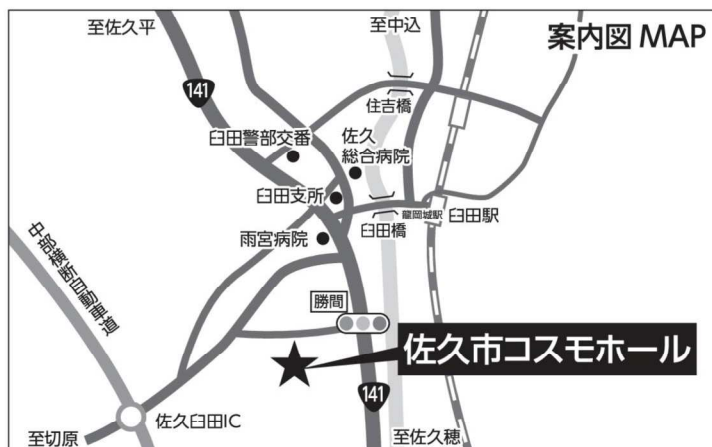 案内図 MAP
至佐久平
至中込
141
住吉橋
臼田警部交番
佐久
総合病院
臼田支所
龍岡城駅
臼田駅
雨宮病院
臼田橋
中部横断自動車道
勝間
佐久市コスモホール
141
佐久臼田IC
至切原
至佐久穂